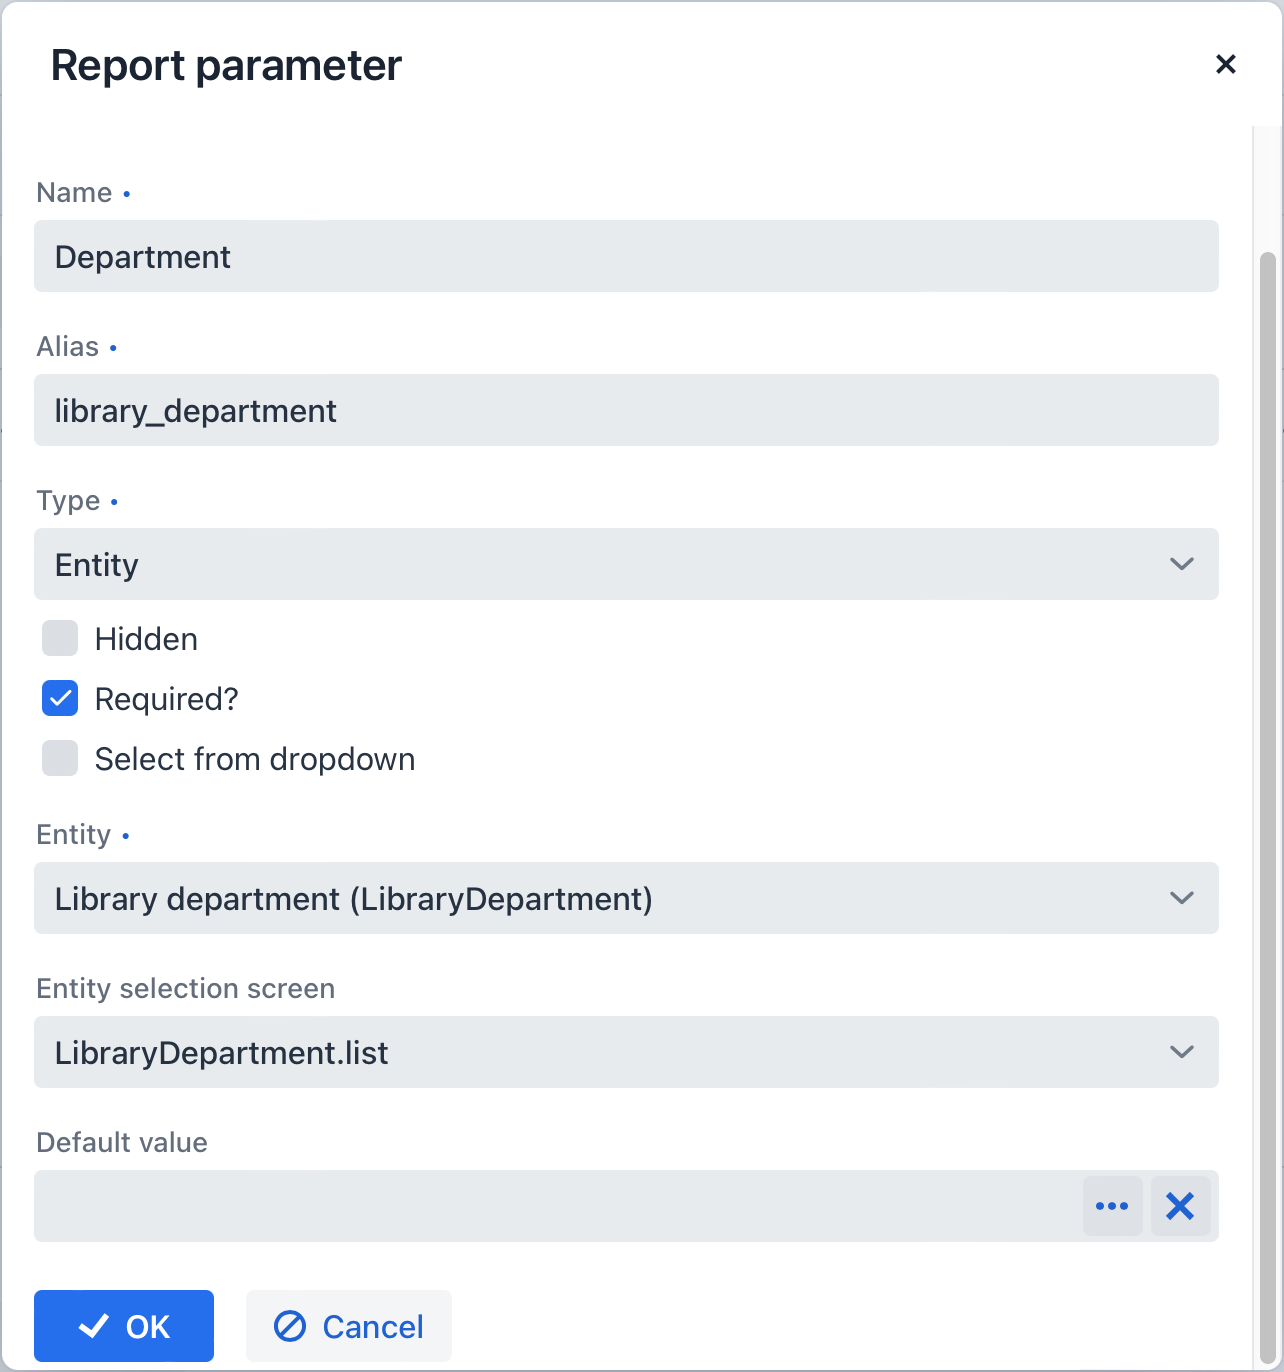 Report parameter
Name •
Department
Alias •
library_department
Type •
Entity
Hidden
Required?
Select from dropdown
Entity •
Library department (LibraryDepartment)
Entity selection screen
LibraryDepartment.list
Default value
OK
Cancel